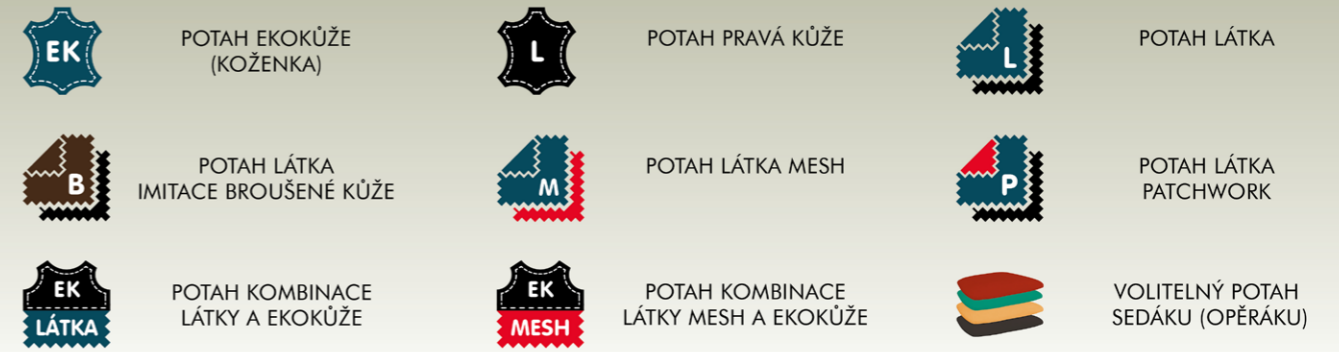 EK
POTAH EKOKŮŽE
(KOŽENKA)
L
POTAH PRAVÁ KŮŽE
L
POTAH LÁTKA
B
POTAH LÁTKA
IMITACE BROUŠENÉ KŮŽE
M
POTAH LÁTKA MESH
P
POTAH LÁTKA
PATCHWORK
EK
LÁTKA
POTAH KOMBINACE
LÁTKY A EKOKŮŽE
EK
MESH
POTAH KOMBINACE
LÁTKY MESH A EKOKŮŽE
VOLITELNÝ POTAH
SEDÁKU (OPĚRÁKU)